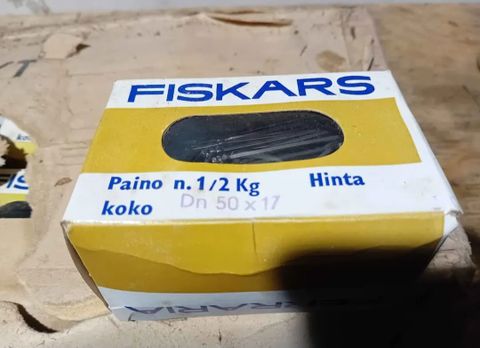 FISKARS
Paino n. 1/2 Kg Hinta
koko Dn 50 x 17